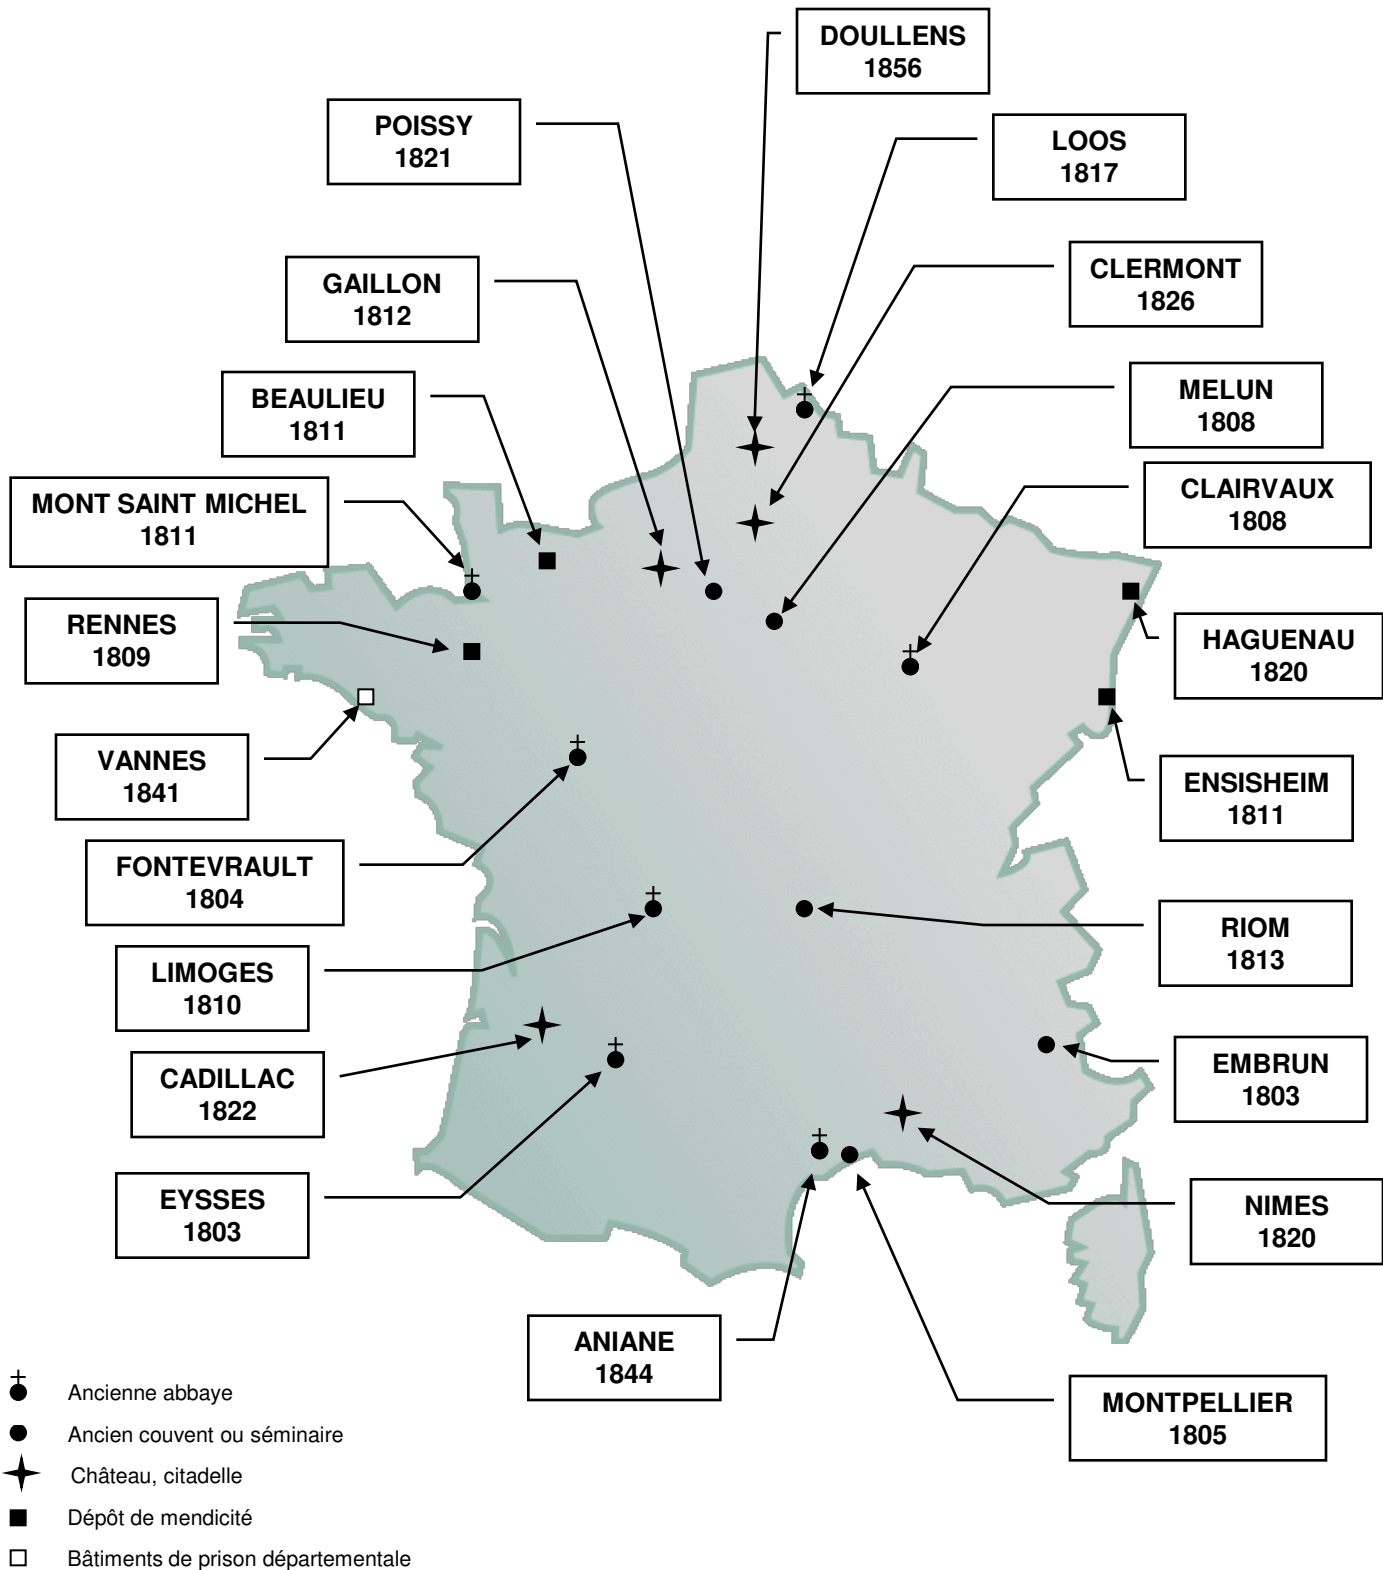 DOULLENS
1856
POISSY
1821
LOOS
1817
GAILLON
1812
CLERMONT
1826
BEAULIEU
1811
MELUN
1808
MONT SAINT MICHEL
1811
CLAIRVAUX
1808
RENNES
1809
HAGUENAU
1820
VANNES
1841
ENSISHEIM
1811
FONTEVRAULT
1804
RIOM
1813
LIMOGES
1810
CADILLAC
1822
EMBRUN
1803
EYSSES
1803
NIMES
1820
ANIANE
1844
MONTPELLIER
1805
Ancienne abbaye
Ancien couvent ou séminaire
Château, citadelle
Dépôt de mendicité
Bâtiments de prison départementale